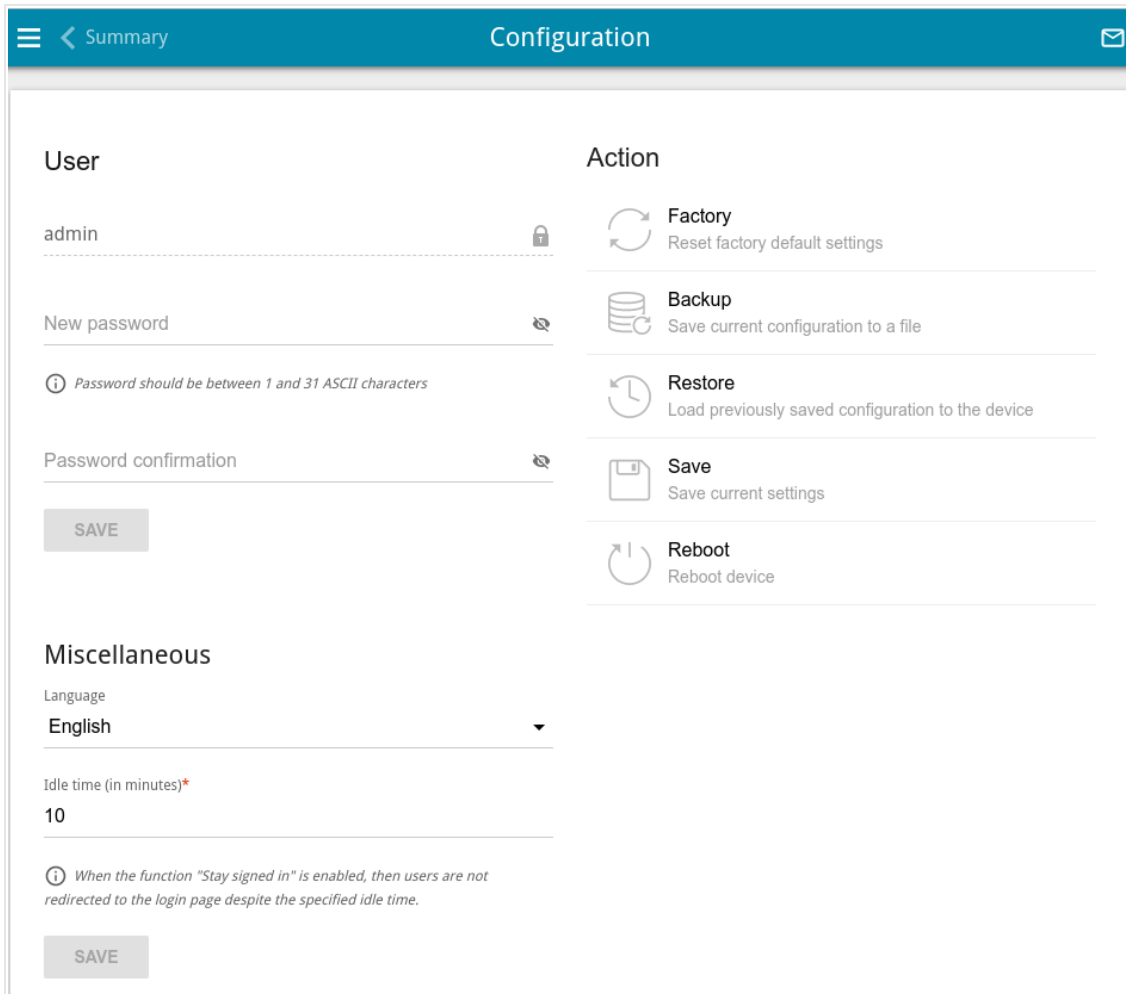 Summary
Configuration
User
admin
New password
Password should be between 1 and 31 ASCII characters
Password confirmation
SAVE
Miscellaneous
Language
English
Idle time (in minutes)*
10
When the function "Stay signed in" is enabled, then users are not
redirected to the login page despite the specified idle time.
SAVE
Action
Factory
Reset factory default settings
Backup
Save current configuration to a file
Restore
Load previously saved configuration to the device
Save
Save current settings
Reboot
Reboot device